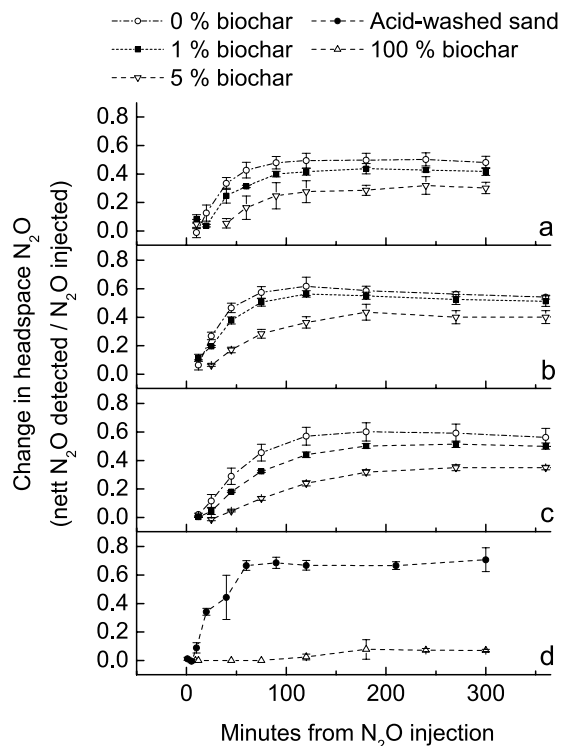 0 % biochar
1 % biochar
5 % biochar
Acid-washed sand
100 % biochar
Change in headspace N₂O
(nett N₂O detected / N₂O injected)
0.8
0.6
0.4
0.2
0.0
a
0.8
0.6
0.4
0.2
0.0
b
0.8
0.6
0.4
0.2
0.0
c
0.8
0.6
0.4
0.2
0.0
d
0 100 200 300
Minutes from N₂O injection